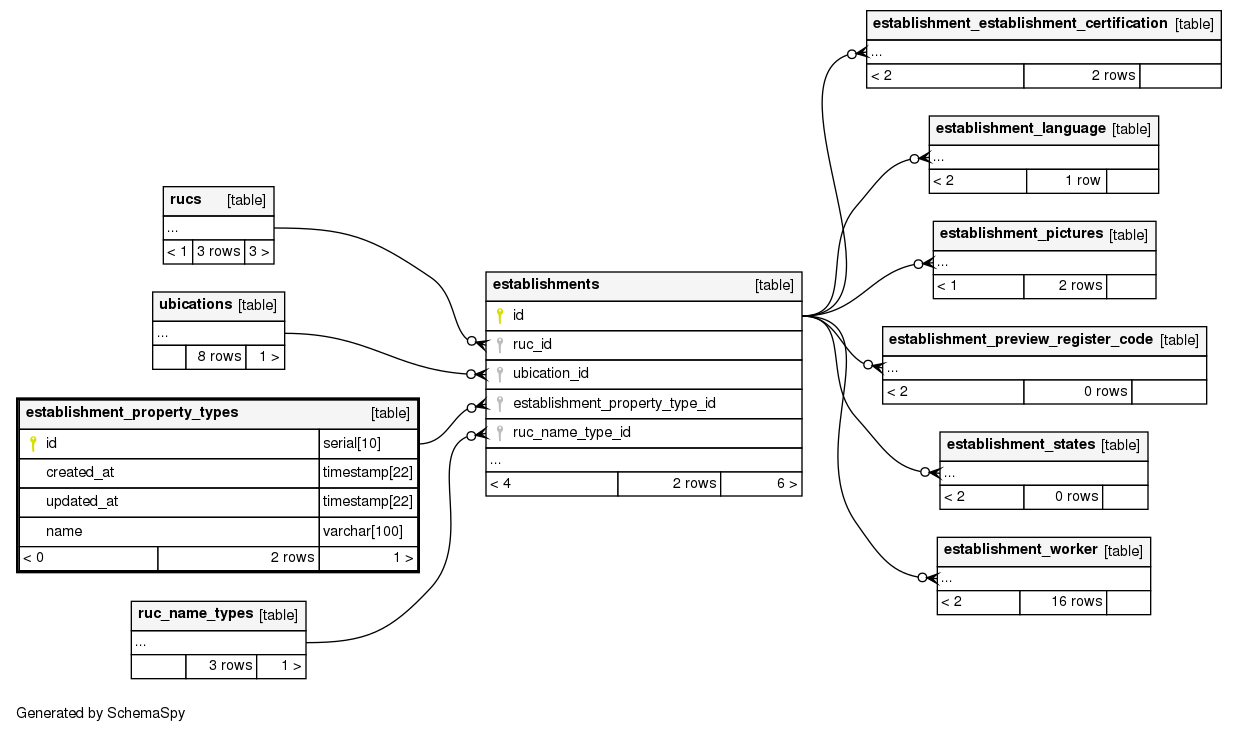 establishment_establishment_certification [table]
...
< 2 2 rows
establishment_language [table]
...
< 2 1 row
rucs [table]
...
< 1 3 rows 3 >
establishment_pictures [table]
...
< 1 2 rows
ubications [table]
...
8 rows 1 >
establishments [table]
id
ruc_id
ubication_id
establishment_property_type_id
ruc_name_type_id
...
< 4 2 rows 6 >
establishment_preview_register_code [table]
...
< 2 0 rows
establishment_property_types [table]
id serial[10]
created_at timestamp[22]
updated_at timestamp[22]
name varchar[100]
< 0 2 rows 1 >
establishment_states [table]
...
< 2 0 rows
establishment_worker [table]
...
< 2 16 rows
ruc_name_types [table]
...
3 rows 1 >
Generated by SchemaSpy